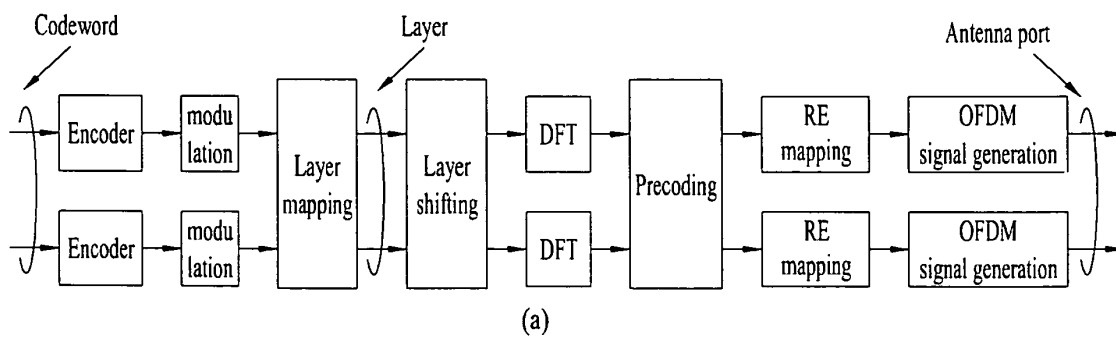 Codeword
Layer
Antenna port
Encoder
modu
lation
Layer
mapping
Layer
shifting
DFT
Precoding
RE
mapping
OFDM
signal generation
Encoder
modu
lation
DFT
RE
mapping
OFDM
signal generation
(a)